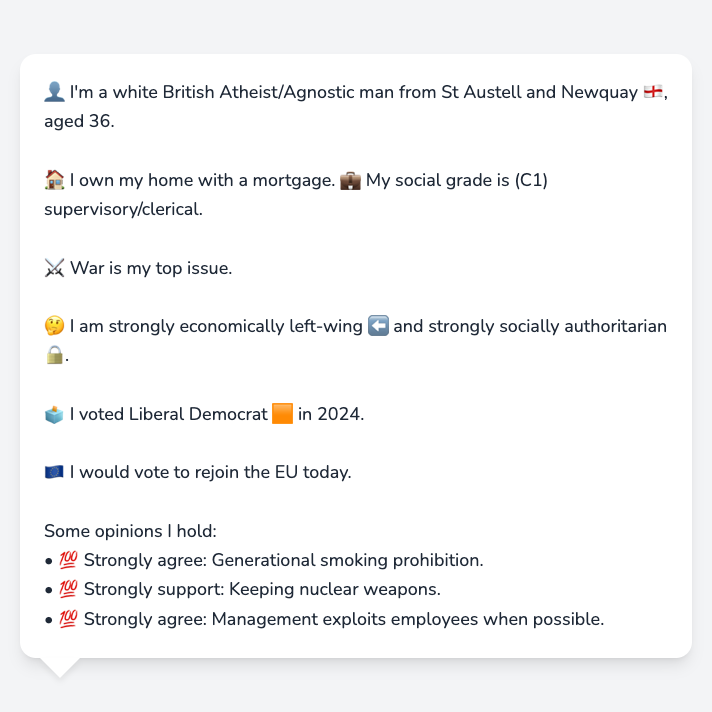 👤 I'm a white British Atheist/Agnostic man from St Austell and Newquay 🏴󠁧󠁢󠁥󠁮󠁧󠁿,
aged 36.
🏠 I own my home with a mortgage. 💼 My social grade is (C1)
supervisory/clerical.
⚔️ War is my top issue.
🤔 I am strongly economically left-wing ⬅️ and strongly socially authoritarian
🔒.
🗳️ I voted Liberal Democrat 🟧 in 2024.
🇪🇺 I would vote to rejoin the EU today.
Some opinions I hold:
• 💯 Strongly agree: Generational smoking prohibition.
• 💯 Strongly support: Keeping nuclear weapons.
• 💯 Strongly agree: Management exploits employees when possible.